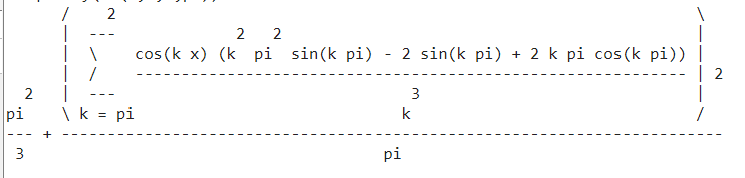 / 2 \
| --- 2 2 |
| \ cos(k x) (k pi sin(k pi) - 2 sin(k pi) + 2 k pi cos(k pi)) |
| / ------------------------------------------------------------ | 2
2 | --- 3 |
pi \ k = pi k /
--- + ------------------------------------------------------------------------
3 pi